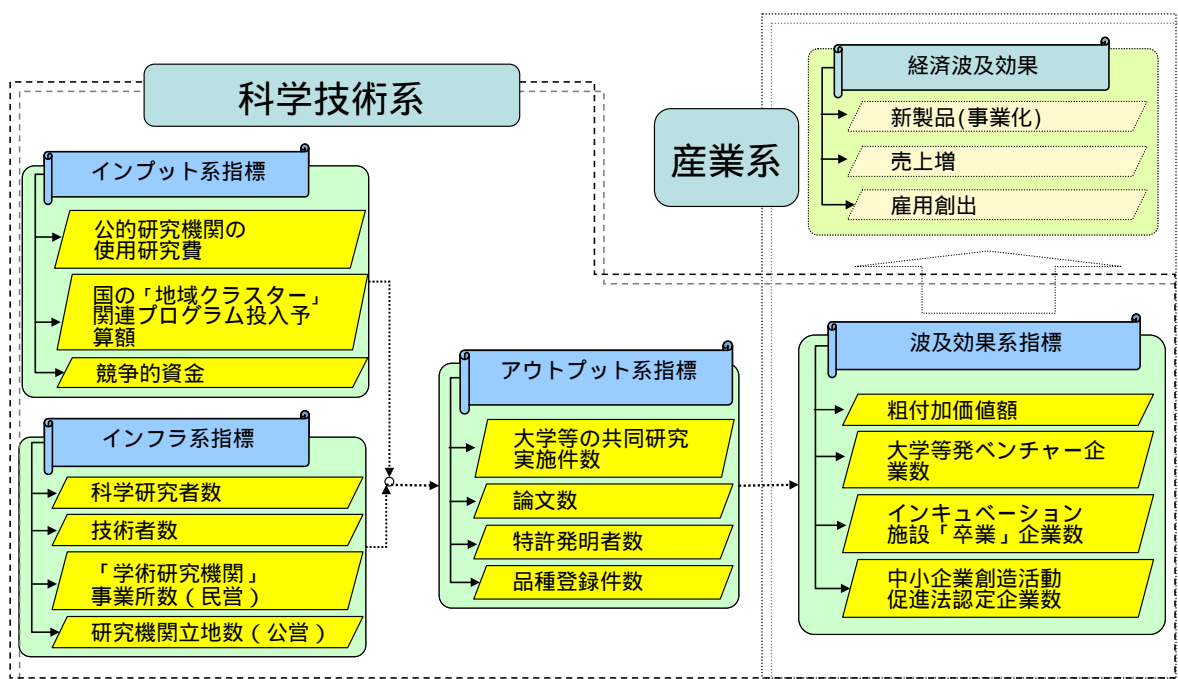 科学技術系
インプット系指標
公的研究機関の
使用研究費
国の「地域クラスター」
関連プログラム投入予
算額
競争的資金
インフラ系指標
科学研究者数
技術者数
「学術研究機関」
事業所数(民営)
研究機関立地数(公営)
アウトプット系指標
大学等の共同研究
実施件数
論文数
特許発明者数
品種登録件数
産業系
経済波及効果
新製品(事業化)
売上増
雇用創出
波及効果系指標
粗付加価値額
大学等発ベンチャー企
業数
インキュベーション
施設「卒業」企業数
中小企業創造活動
促進法認定企業数